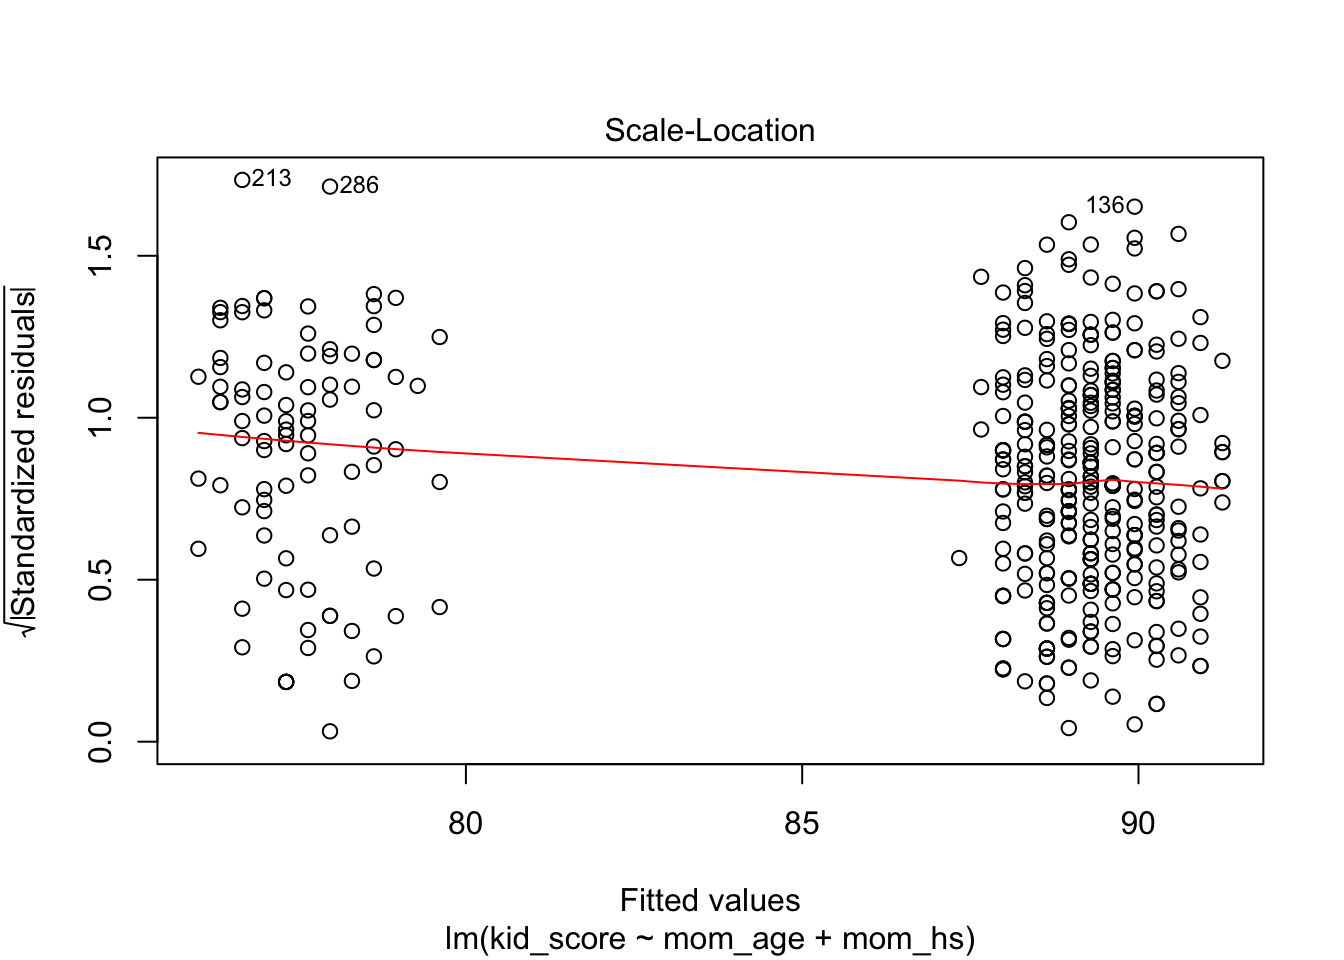 Scale-Location
213
286
136
√|Standardized residuals|
1.5
1.0
0.5
0.0
80 85 90
Fitted values
lm(kid_score ~ mom_age + mom_hs)